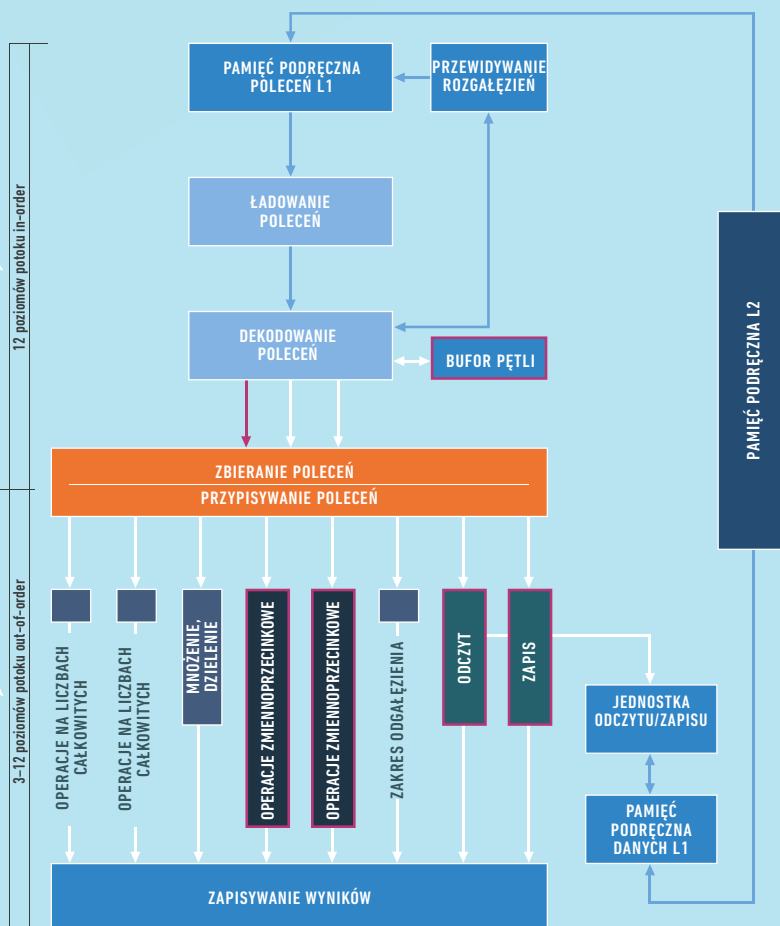 PAMIĘĆ PODRĘCZNA
POLECEŃ L1
PRZEWIDYWANIE
ROZGAŁĘZIEŃ
12 poziomów potoku in-order
ŁADOWANIE
POLECEŃ
DEKODOWANIE
POLECEŃ
BUFOR PĘTLI
PAMIĘĆ PODRĘCZNA L2
ZBIERANIE POLECEŃ
PRZYPISYWANIE POLECEŃ
3–12 poziomów potoku out-of-order
OPERACJE NA LICZBACH
CAŁKOWITYCH
OPERACJE NA LICZBACH
CAŁKOWITYCH
MNOŻENIE,
DZIELENIE
OPERACJE ZMIENNOPRZECINKOWE
OPERACJE ZMIENNOPRZECINKOWE
ZAKRES ODGAŁĘZIENIA
ODCZYT
ZAPIS
JEDNOSTKA
ODCZYTU/ZAPISU
PAMIĘĆ
PODRĘCZNA
DANYCH L1
ZAPISYWANIE WYNIKÓW